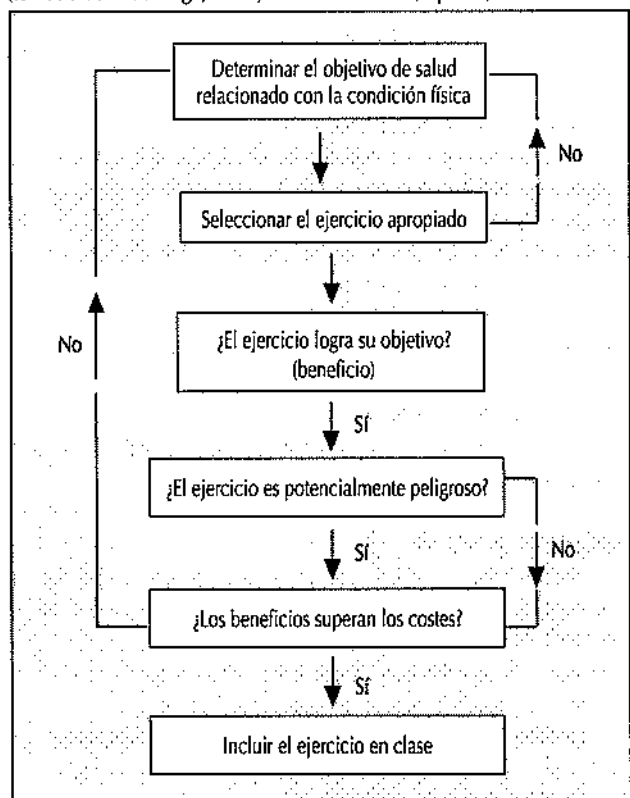 Determinar el objetivo de salud
relacionado con la condición física
No
Seleccionar el ejercicio apropiado
No
¿El ejercicio logra su objetivo?
(beneficio)
Sí
¿El ejercicio es potencialmente peligroso?
Sí
No
¿Los beneficios superan los costes?
Sí
Incluir el ejercicio en clase